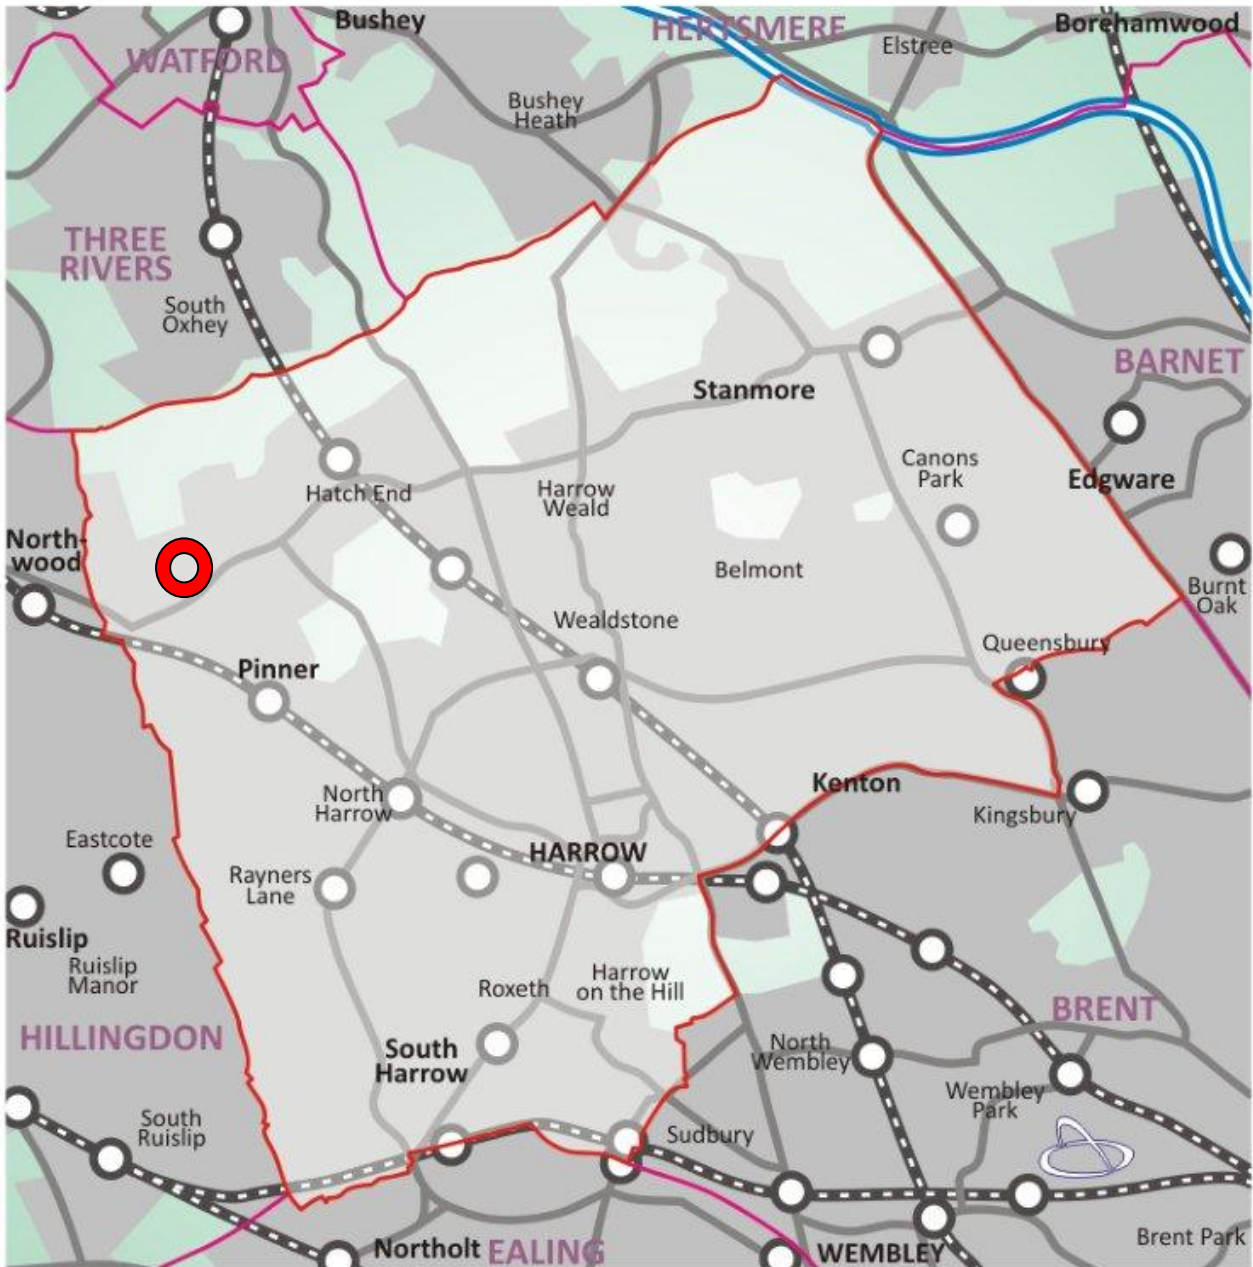 Bushey
HERTSMERE
Borehamwood
WATFORD
Elstree
Bushey
Heath
THREE
RIVERS
South
Oxhey
BARNET
Stanmore
Canons
Park
Edgware
Hatch End
Harrow
Weald
North-
wood
Belmont
Burnt
Oak
Wealdstone
Queensbury
Pinner
Kenton
North
Harrow
Kingsbury
Eastcote
HARROW
Rayners
Lane
Ruislip
Ruislip
Manor
Roxeth
Harrow
on the Hill
BRENT
HILLINGDON
South
Harrow
North
Wembley
Wembley
Park
South
Ruislip
Sudbury
Brent Park
Northolt
EALING
WEMBLEY